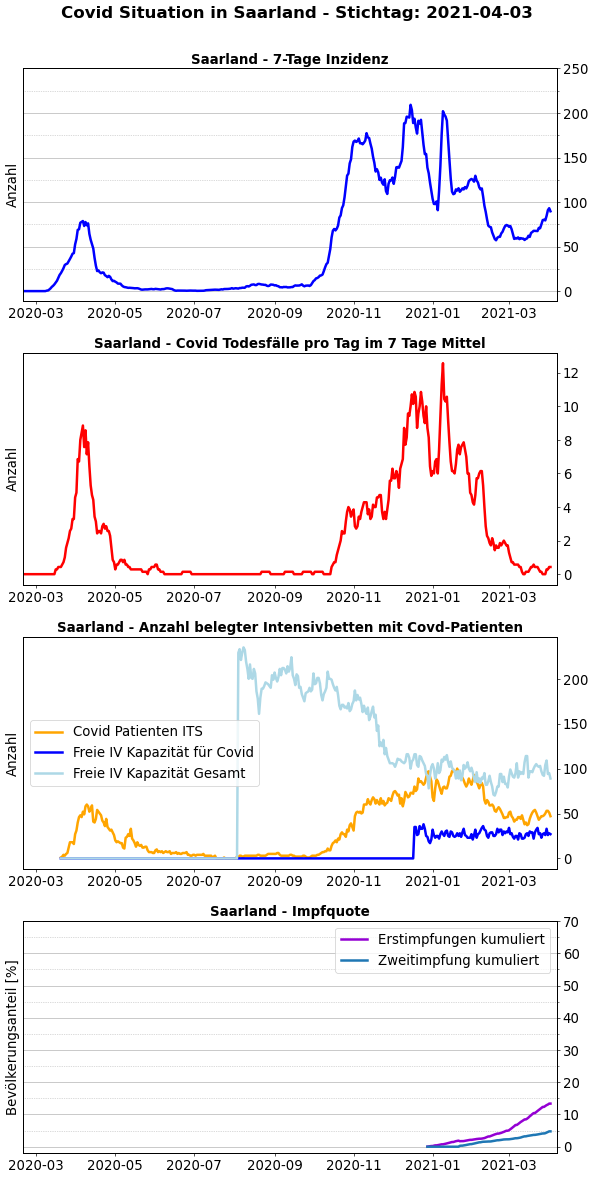 Covid Situation in Saarland - Stichtag: 2021-04-03
Saarland - 7-Tage Inzidenz
Anzahl
250
200
150
100
50
0
2020-03 2020-05 2020-07 2020-09 2020-11 2021-01 2021-03
Saarland - Covid Todesfälle pro Tag im 7 Tage Mittel
Anzahl
12
10
8
6
4
2
0
2020-03 2020-05 2020-07 2020-09 2020-11 2021-01 2021-03
Saarland - Anzahl belegter Intensivbetten mit Covd-Patienten
Anzahl
Covid Patienten ITS
Freie IV Kapazität für Covid
Freie IV Kapazität Gesamt
200
150
100
50
0
2020-03 2020-05 2020-07 2020-09 2020-11 2021-01 2021-03
Saarland - Impfquote
Bevölkerungsanteil [%]
Erstimpfungen kumuliert
Zweitimpfung kumuliert
70
60
50
40
30
20
10
0
2020-03 2020-05 2020-07 2020-09 2020-11 2021-01 2021-03